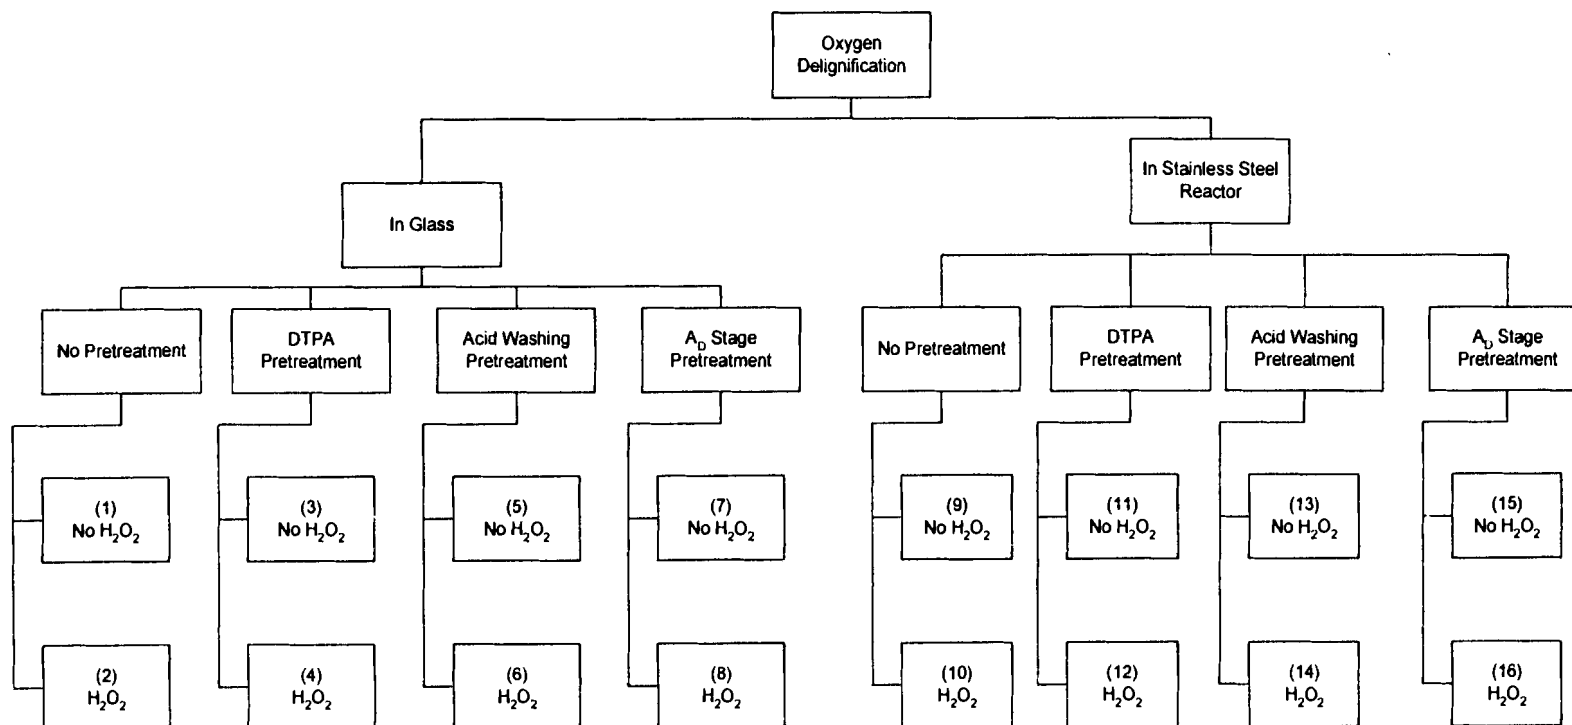 Oxygen
Delignification
In Stainless Steel
Reactor
In Glass
No Pretreatment
DTPA
Pretreatment
Acid Washing
Pretreatment
A_D Stage
Pretreatment
No Pretreatment
DTPA
Pretreatment
Acid Washing
Pretreatment
A_D Stage
Pretreatment
(1)
No H₂O₂
(3)
No H₂O₂
(5)
No H₂O₂
(7)
No H₂O₂
(9)
No H₂O₂
(11)
No H₂O₂
(13)
No H₂O₂
(15)
No H₂O₂
(2)
H₂O₂
(4)
H₂O₂
(6)
H₂O₂
(8)
H₂O₂
(10)
H₂O₂
(12)
H₂O₂
(14)
H₂O₂
(16)
H₂O₂